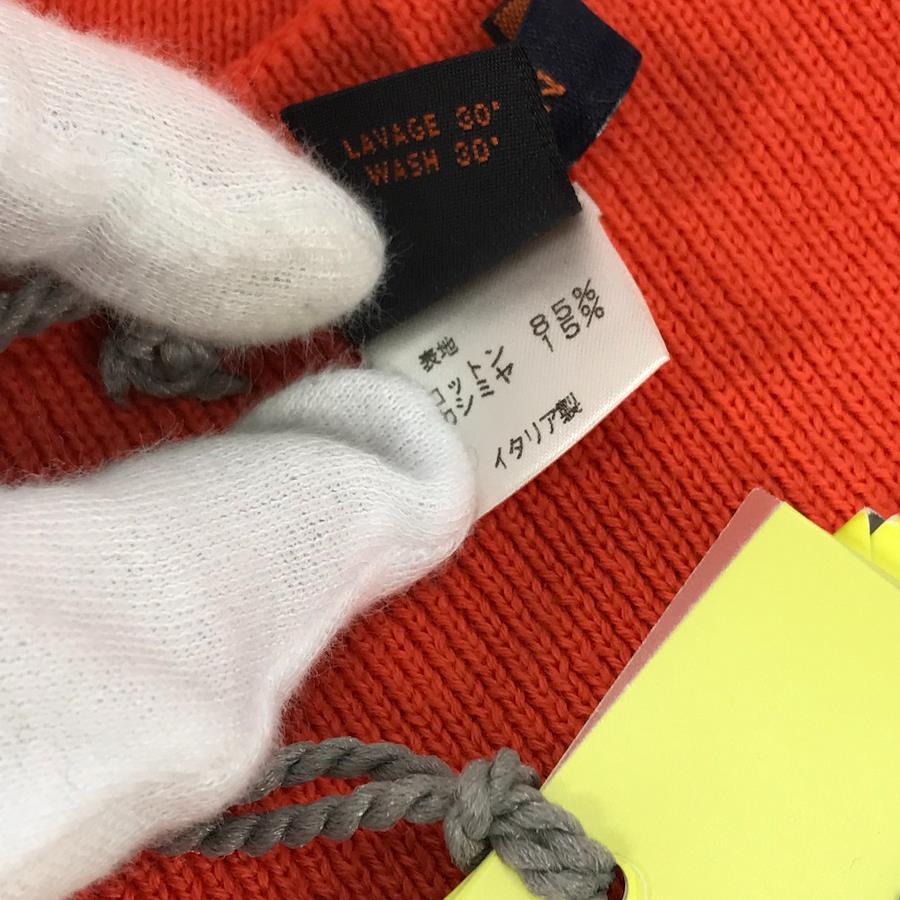 LAVAGE 30°
WASH 30°
表地
コットン 85%
カシミヤ 15%
イタリア製